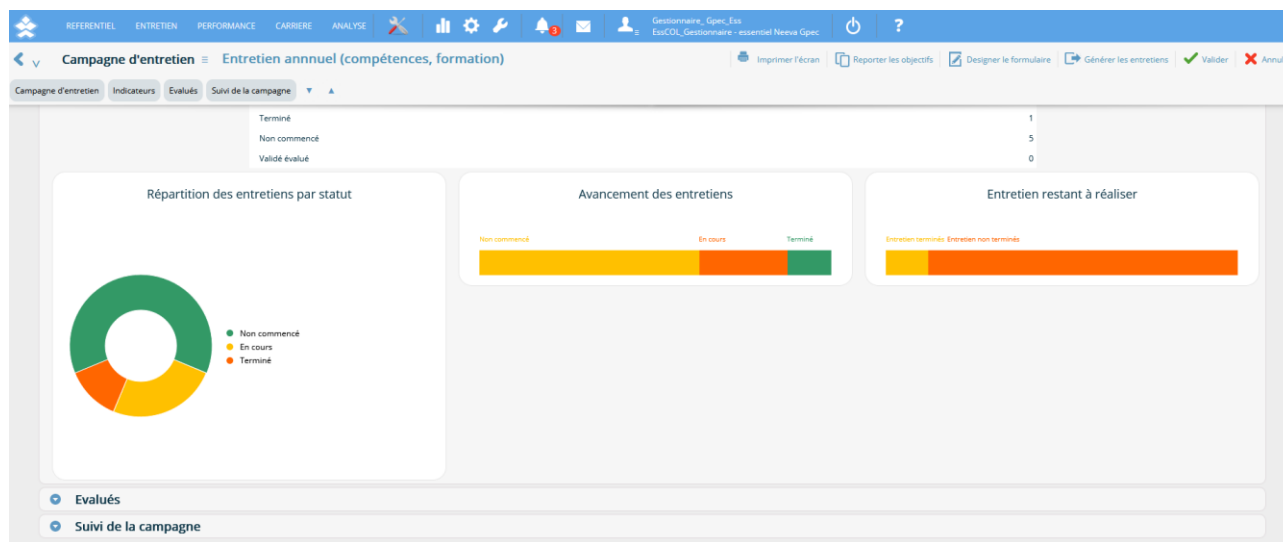 REFERENTIEL ENTRETIEN PERFORMANCE CARRIERE ANALYSE 3 Gestionnaire_ Gpec_Ess ?
EssCOL_Gestionnaire - essentiel Neeva Gpec
Campagne d'entretien Entretien annnuel (compétences, formation) Imprimer l'écran Reporter les objectifs Designer le formulaire Générer les entretiens Valider Annul
Campagne d'entretien Indicateurs Evalués Suivi de la campagne
Terminé 1
Non commencé 5
Validé évalué 0
Répartition des entretiens par statut
Non commencé
En cours
Terminé
Avancement des entretiens
Non commencé En cours Terminé
Entretien restant à réaliser
Entretien terminés Entretien non terminés
Evalués
Suivi de la campagne